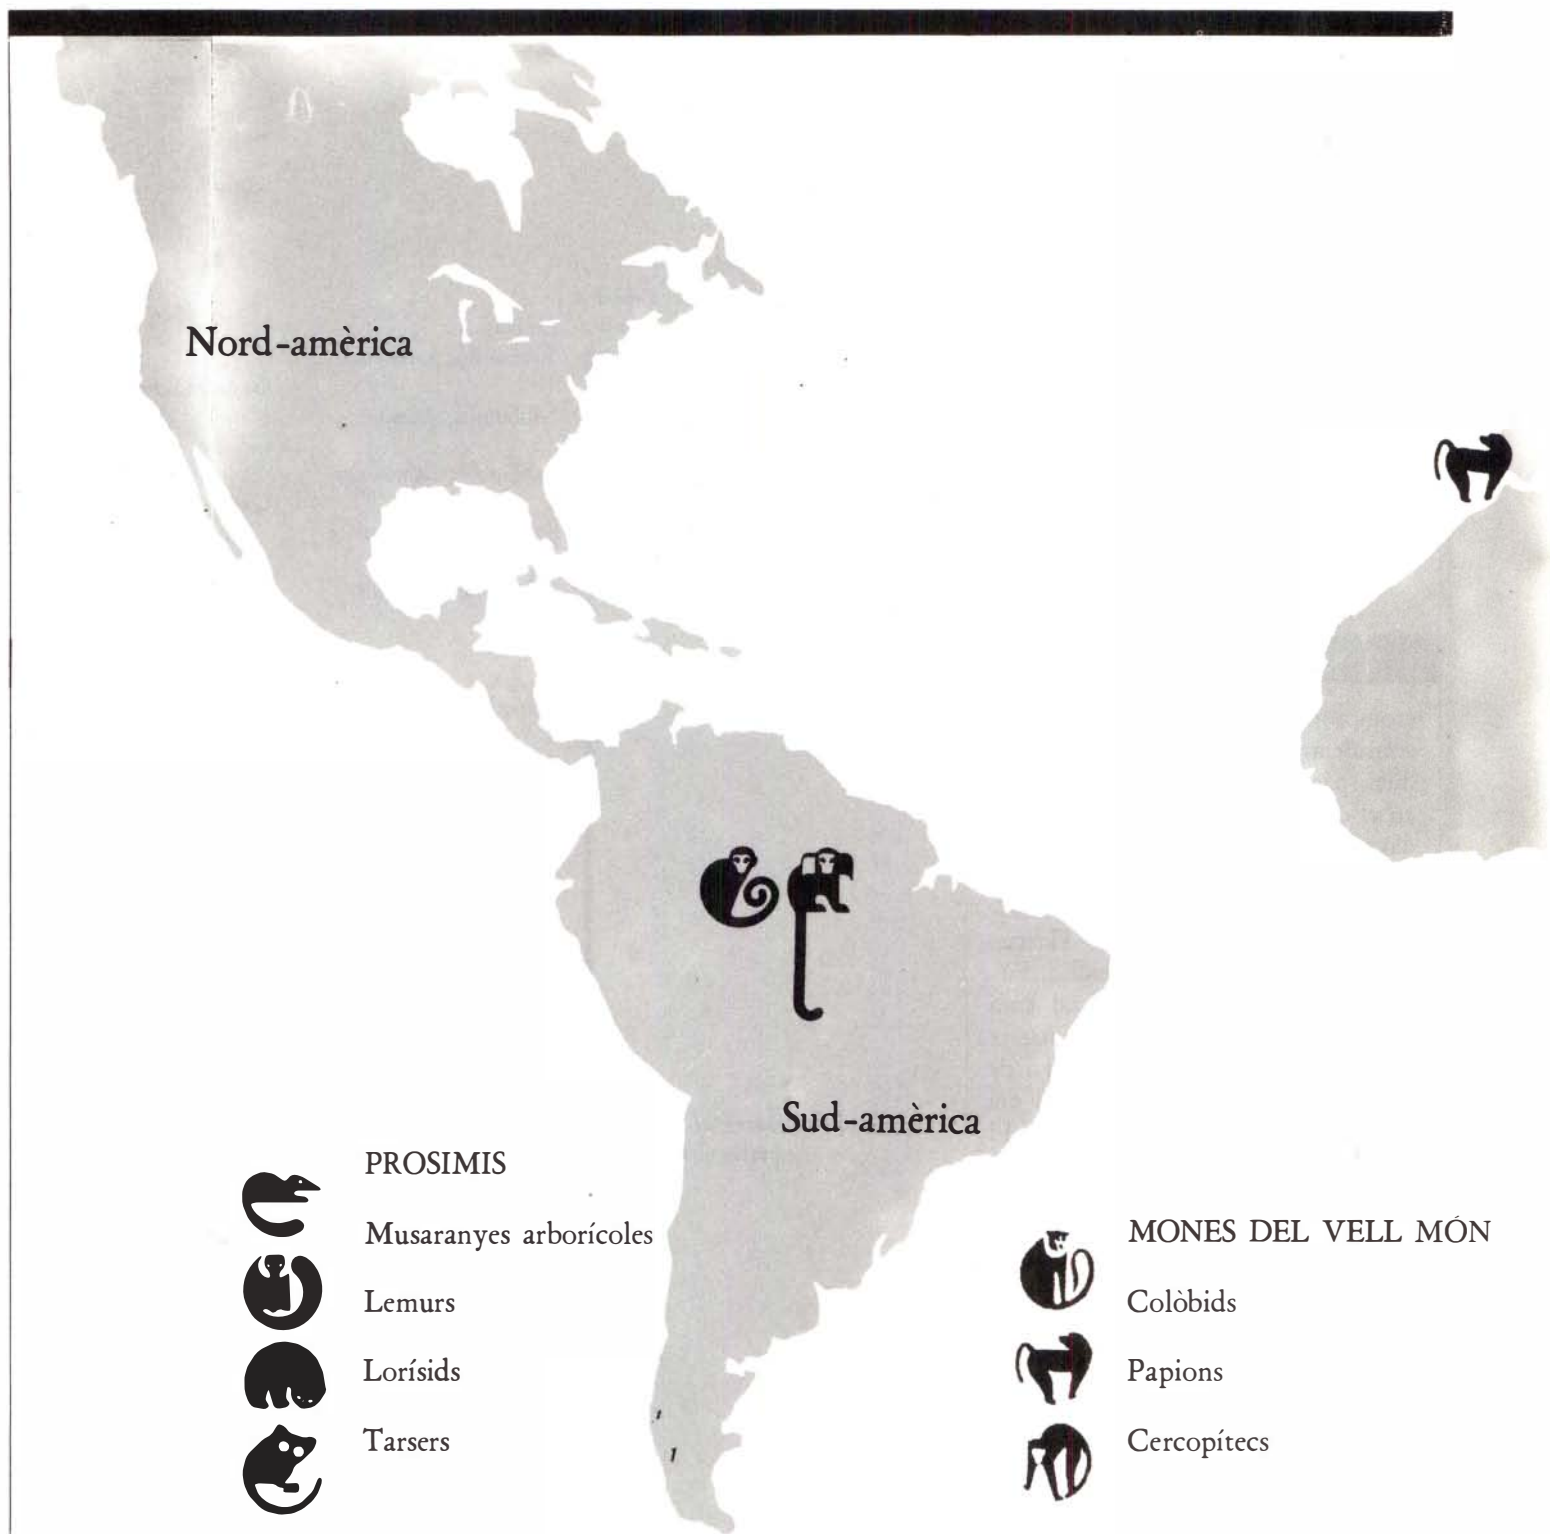 Nord-amèrica
Sud-amèrica
PROSIMIS
Musaranyes arborícoles
Lemurs
Lorísids
Tarsers
MONES DEL VELL MÓN
Colòbids
Papions
Cercopítecs